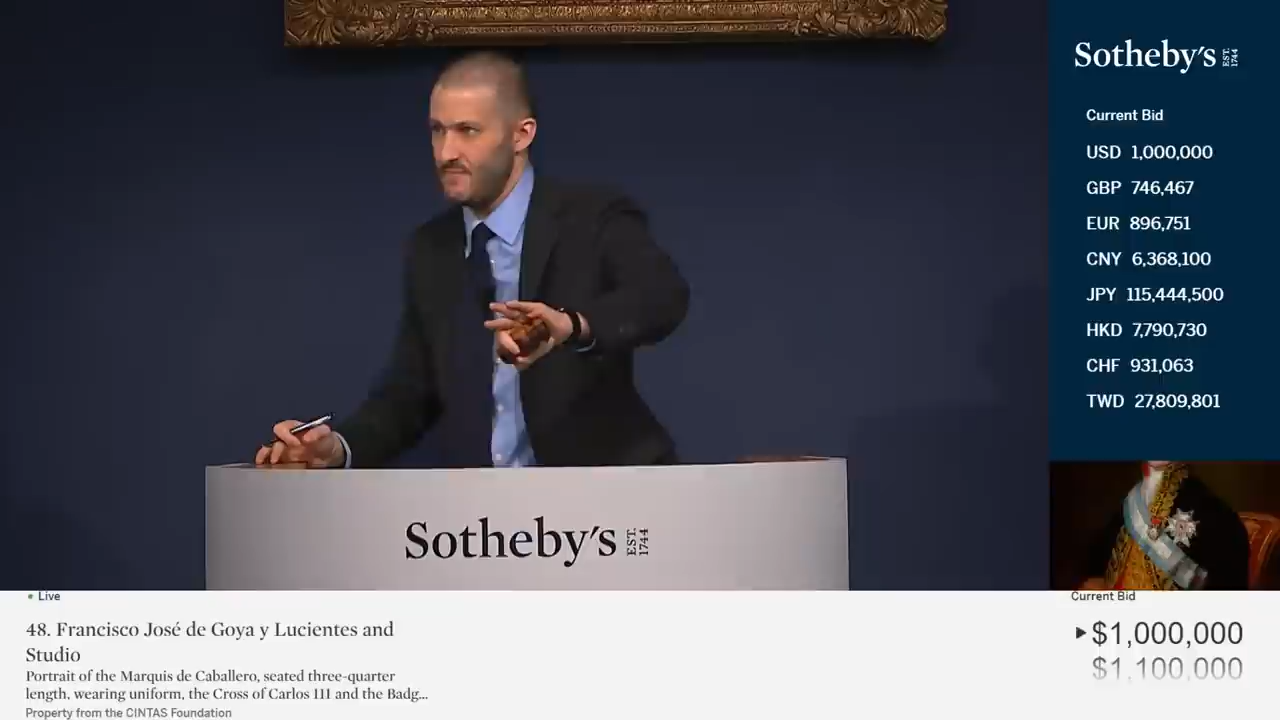 Sotheby's EST. 1744
Current Bid
USD 1,000,000
GBP 746,467
EUR 896,751
CNY 6,368,100
JPY 115,444,500
HKD 7,790,730
CHF 931,063
TWD 27,809,801
Sotheby's EST. 1744
• Live
48. Francisco José de Goya y Lucientes and
Studio
Portrait of the Marquis de Caballero, seated three-quarter
length, wearing uniform, the Cross of Carlos III and the Badg...
Property from the CINTAS Foundation
Current Bid
▸$1,000,000
$1,100,000